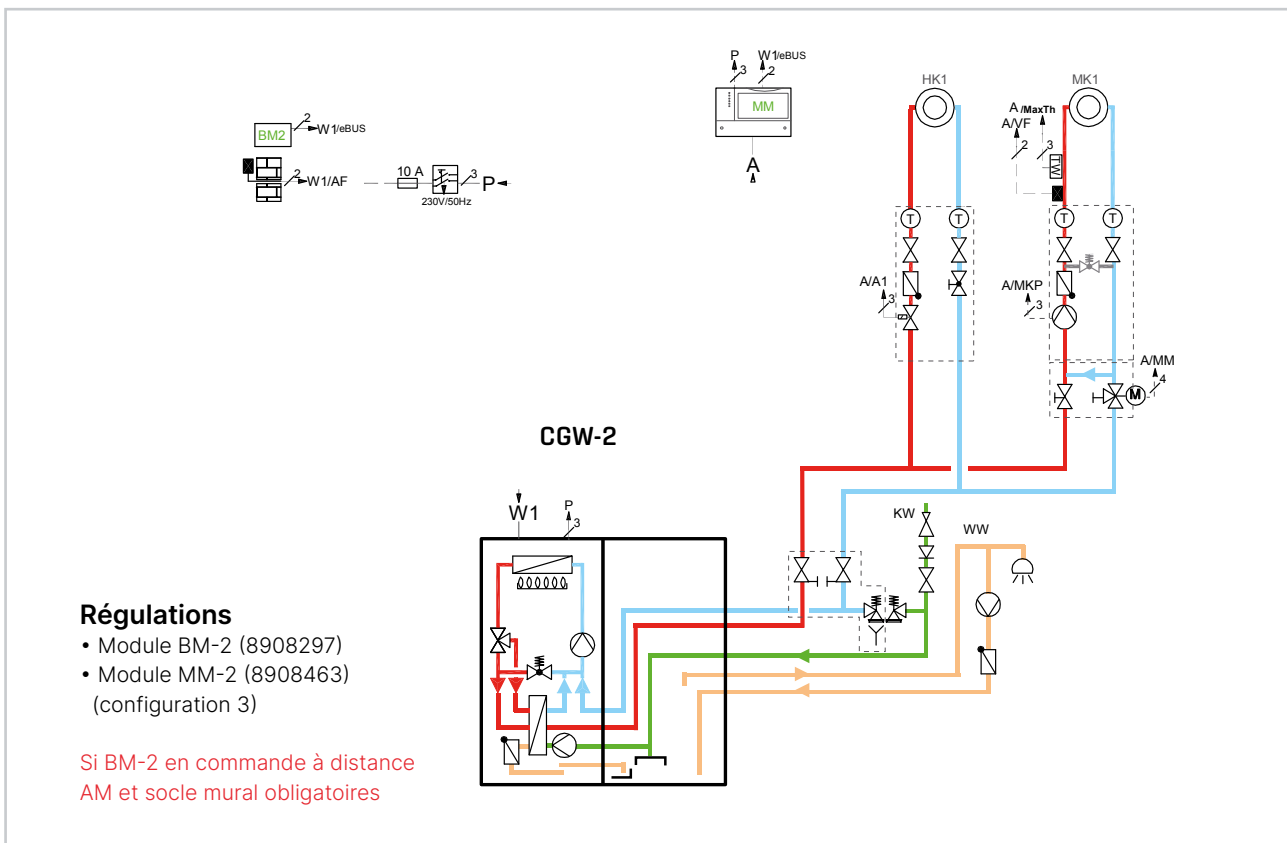 P
3
W1/eBUS
2
MM
A
BM2
2
W1/eBUS
2
W1/AF
10 A
230V/50Hz
3
P
HK1
MK1
A /MaxTh
A/VF
2
3
TW
T
T
T
T
A/A1
3
A/MKP
3
A/MM
4
M
CGW-2
W1
P
3
KW
WW
Régulations
• Module BM-2 (8908297)
• Module MM-2 (8908463)
(configuration 3)
Si BM-2 en commande à distance
AM et socle mural obligatoires